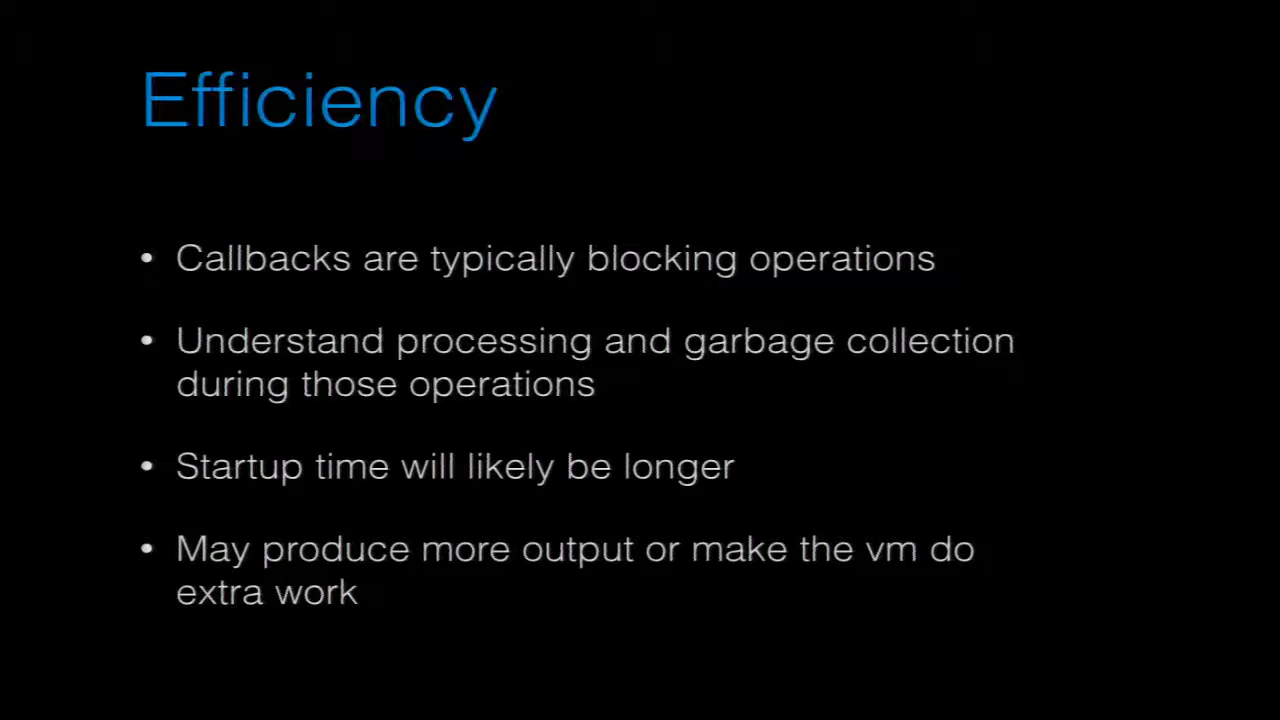 Efficiency
• Callbacks are typically blocking operations
• Understand processing and garbage collection
during those operations
• Startup time will likely be longer
• May produce more output or make the vm do
extra work